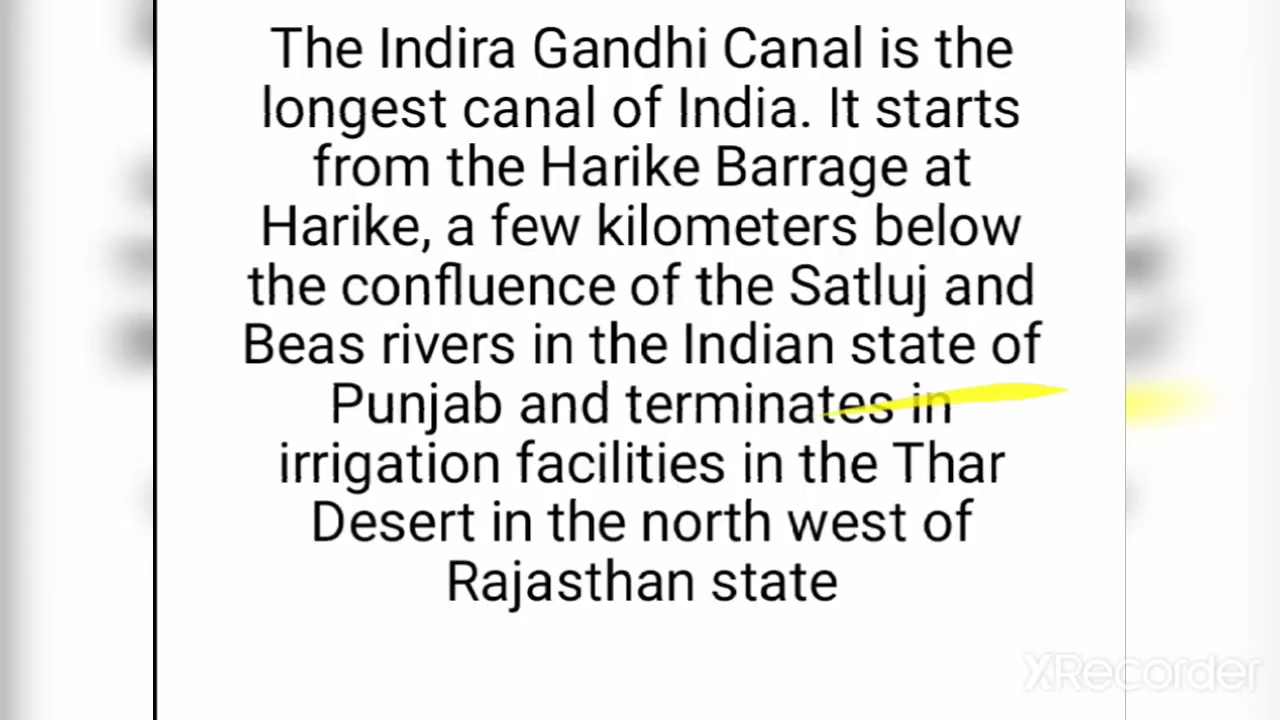 The Indira Gandhi Canal is the
longest canal of India. It starts
from the Harike Barrage at
Harike, a few kilometers below
the confluence of the Satluj and
Beas rivers in the Indian state of
Punjab and terminates in
irrigation facilities in the Thar
Desert in the north west of
Rajasthan state
XRecorder